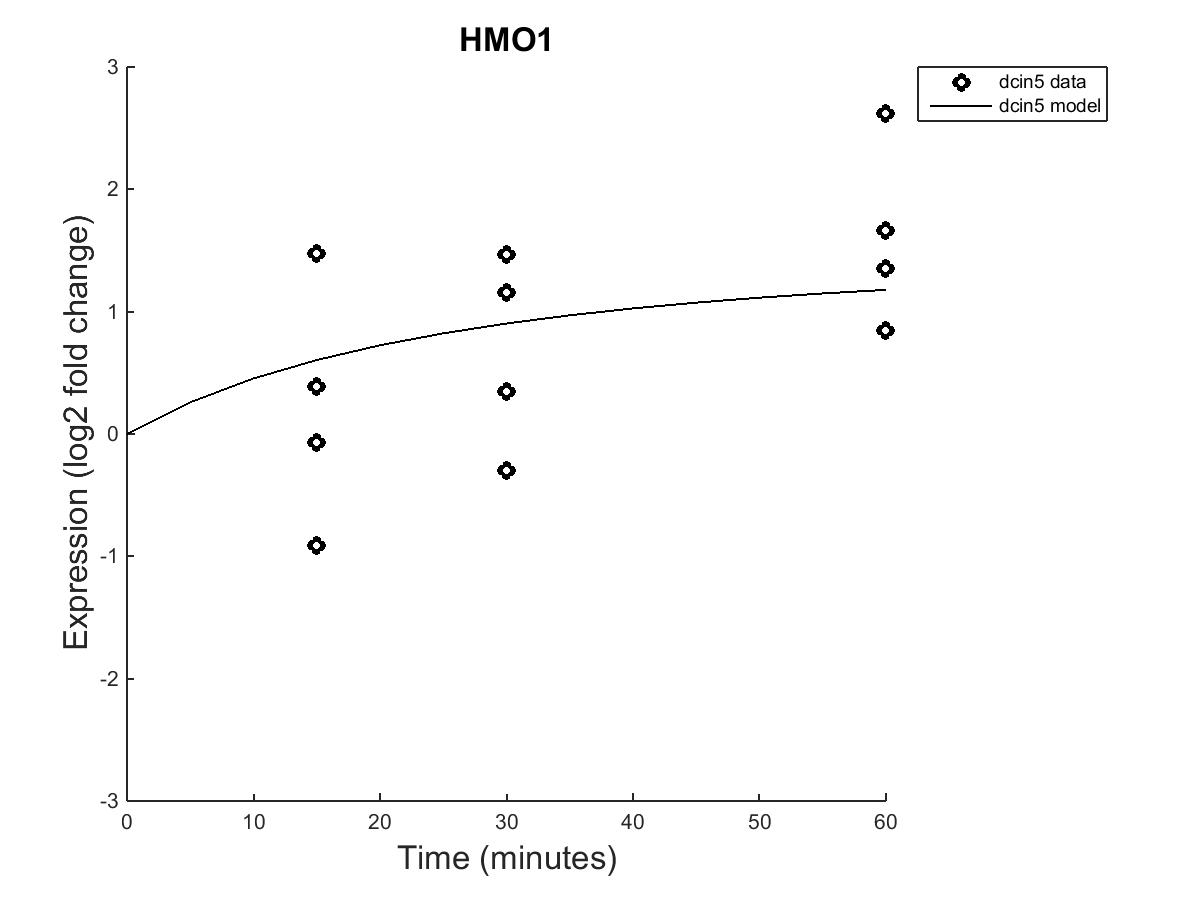 HMO1
dcin5 data
dcin5 model
Expression (log2 fold change)
3
2
1
0
-1
-2
-3
0 10 20 30 40 50 60
Time (minutes)